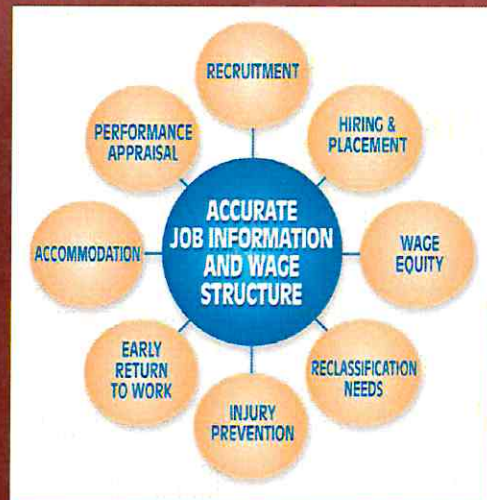 RECRUITMENT
HIRING &
PLACEMENT
WAGE
EQUITY
RECLASSIFICATION
NEEDS
INJURY
PREVENTION
EARLY
RETURN
TO WORK
ACCOMMODATION
PERFORMANCE
APPRAISAL
ACCURATE
JOB INFORMATION
AND WAGE
STRUCTURE